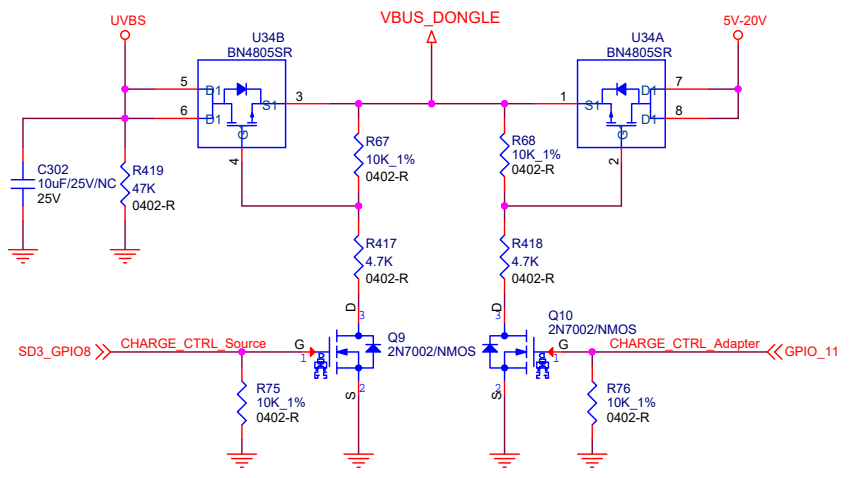 UVBS
VBUS_DONGLE
5V-20V
U34B
BN4805SR
U34A
BN4805SR
5
D1
S1
3
6
D1
G
4
1
S1
D1
7
D1
8
G
2
R67
10K_1%
0402-R
R68
10K_1%
0402-R
C302
10uF/25V/NC
25V
R419
47K
0402-R
R417
4.7K
0402-R
R418
4.7K
0402-R
D
3
Q9
2N7002/NMOS
D
3
Q10
2N7002/NMOS
SD3_GPIO8
CHARGE_CTRL_Source
G
1
S
2
G
1
S
2
CHARGE_CTRL_Adapter
GPIO_11
R75
10K_1%
0402-R
R76
10K_1%
0402-R